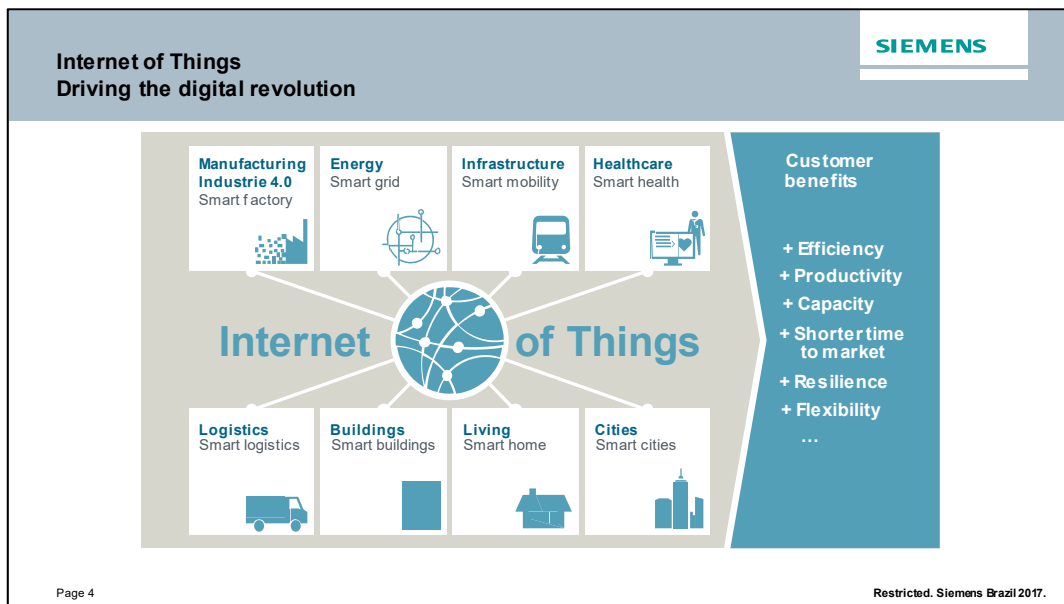 Internet of Things
Driving the digital revolution
SIEMENS
Manufacturing
Industrie 4.0
Smart factory
Energy
Smart grid
Infrastructure
Smart mobility
Healthcare
Smart health
Internet of Things
Logistics
Smart logistics
Buildings
Smart buildings
Living
Smart home
Cities
Smart cities
Customer
benefits
+ Efficiency
+ Productivity
+ Capacity
+ Shorter time
to market
+ Resilience
+ Flexibility
…
Page 4
Restricted. Siemens Brazil 2017.